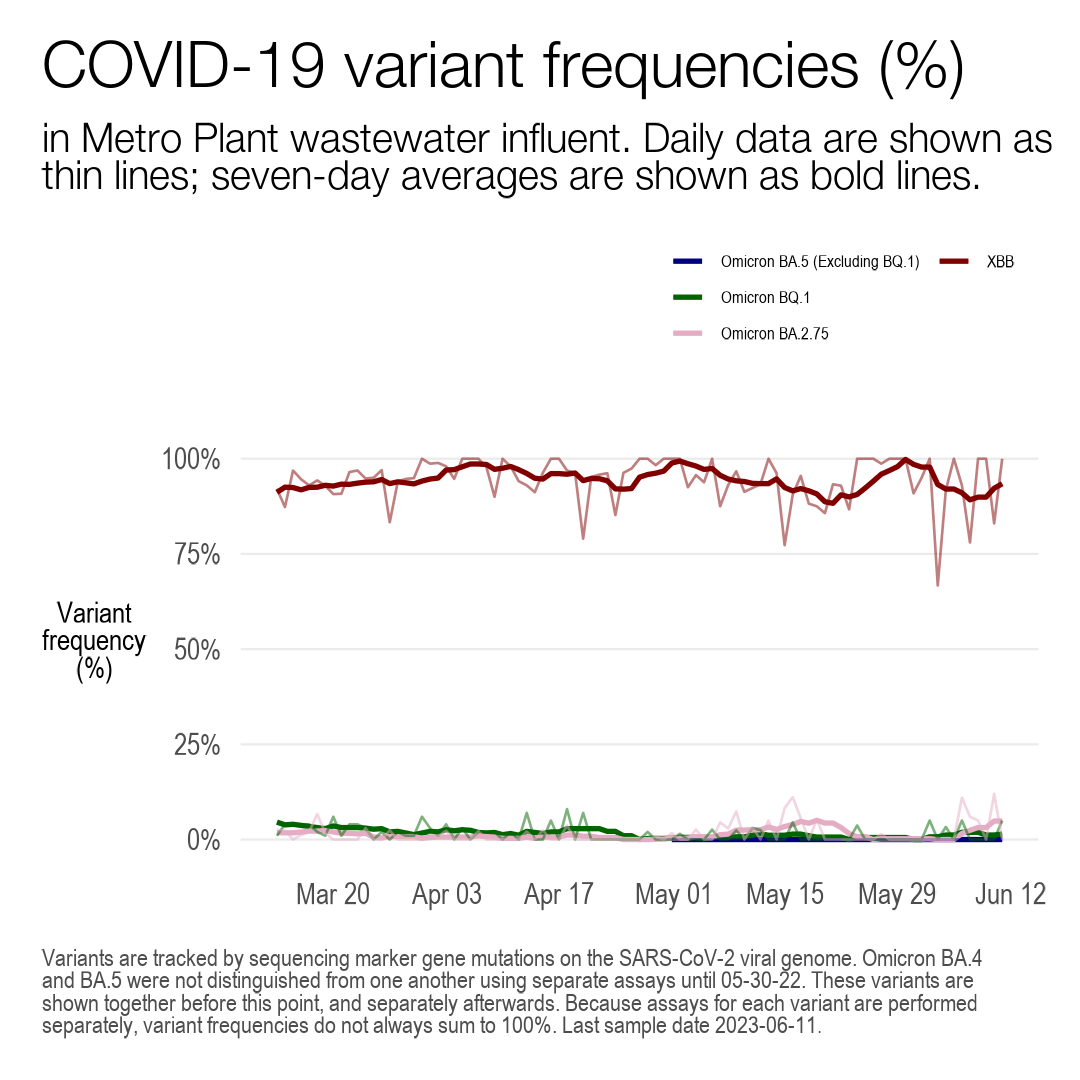 COVID-19 variant frequencies (%)
in Metro Plant wastewater influent. Daily data are shown as
thin lines; seven-day averages are shown as bold lines.
Omicron BA.5 (Excluding BQ.1)
XBB
Omicron BQ.1
Omicron BA.2.75
100%
75%
Variant
frequency
(%)
50%
25%
0%
Mar 20
Apr 03
Apr 17
May 01
May 15
May 29
Jun 12
Variants are tracked by sequencing marker gene mutations on the SARS-CoV-2 viral genome. Omicron BA.4
and BA.5 were not distinguished from one another using separate assays until 05-30-22. These variants are
shown together before this point, and separately afterwards. Because assays for each variant are performed
separately, variant frequencies do not always sum to 100%. Last sample date 2023-06-11.